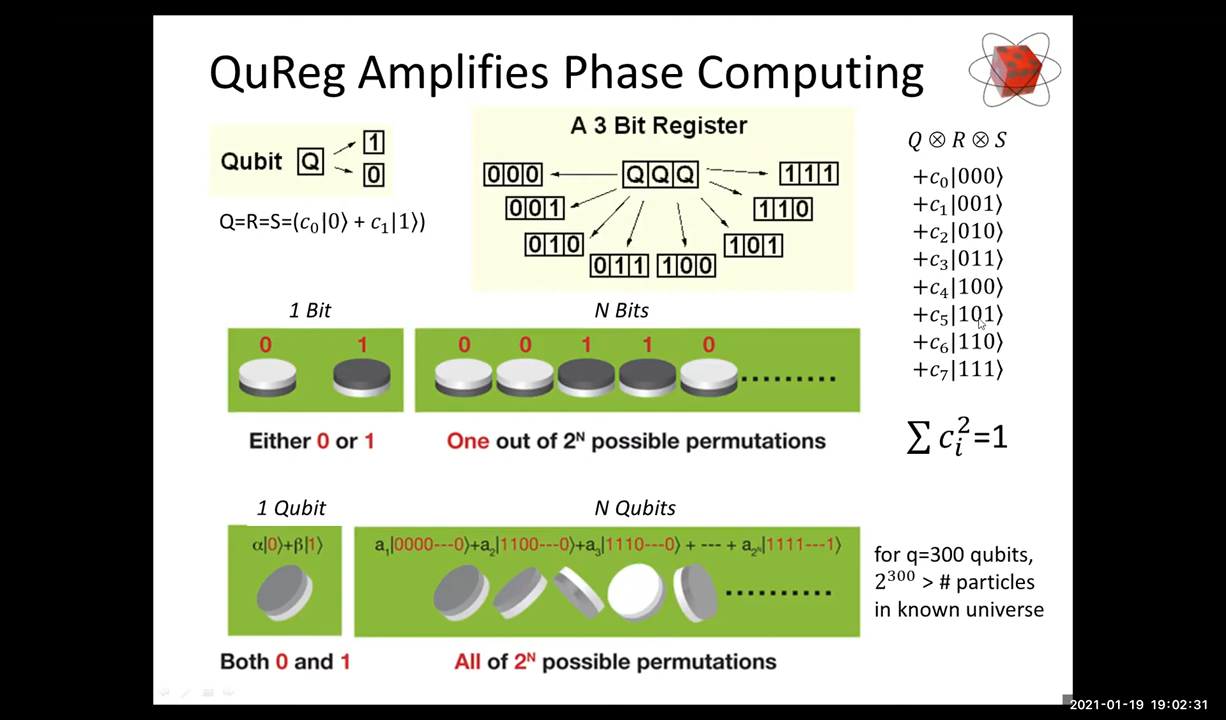 QuReg Amplifies Phase Computing
Qubit Q 1
0
Q=R=S=(c₀|0⟩ + c₁|1⟩)
A 3 Bit Register
000 QQQ 111
001 110
010 101
011 100
Q ⊗ R ⊗ S
+c₀|000⟩
+c₁|001⟩
+c₂|010⟩
+c₃|011⟩
+c₄|100⟩
+c₅|101⟩
+c₆|110⟩
+c₇|111⟩
∑ cᵢ²=1
1 Bit
0 1
Either 0 or 1
N Bits
0 0 1 1 0
One out of 2ᴺ possible permutations
1 Qubit
α|0⟩+β|1⟩
Both 0 and 1
N Qubits
a₁|0000---0⟩+a₂|1100---0⟩+a₃|1110---0⟩ + --- + a₂ᴺ|1111---1⟩
All of 2ᴺ possible permutations
for q=300 qubits,
2³⁰⁰ > # particles
in known universe
2021-01-19 19:02:31